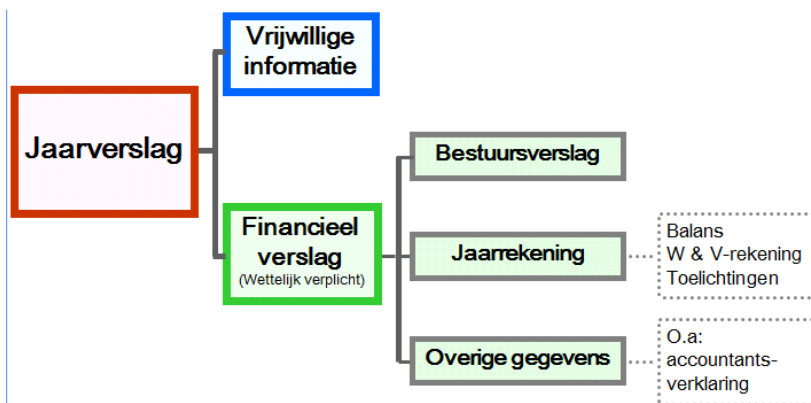 Vrijwillige
informatie
Jaarverslag
Bestuursverslag
Financieel
verslag
(Wettelijk verplicht)
Jaarrekening
Balans
W & V-rekening
Toelichtingen
Overige gegevens
O.a:
accountants-
verklaring